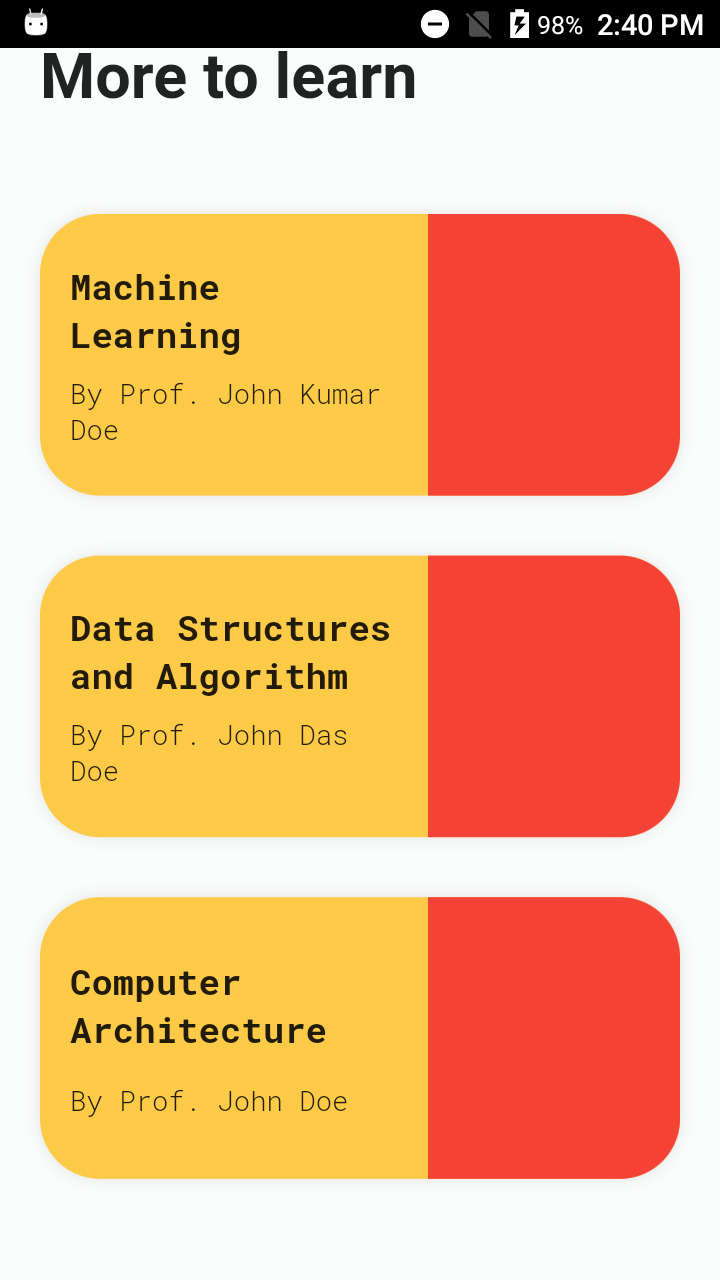 98% 2:40 PM
More to learn
Machine
Learning
By Prof. John Kumar
Doe
Data Structures
and Algorithm
By Prof. John Das
Doe
Computer
Architecture
By Prof. John Doe